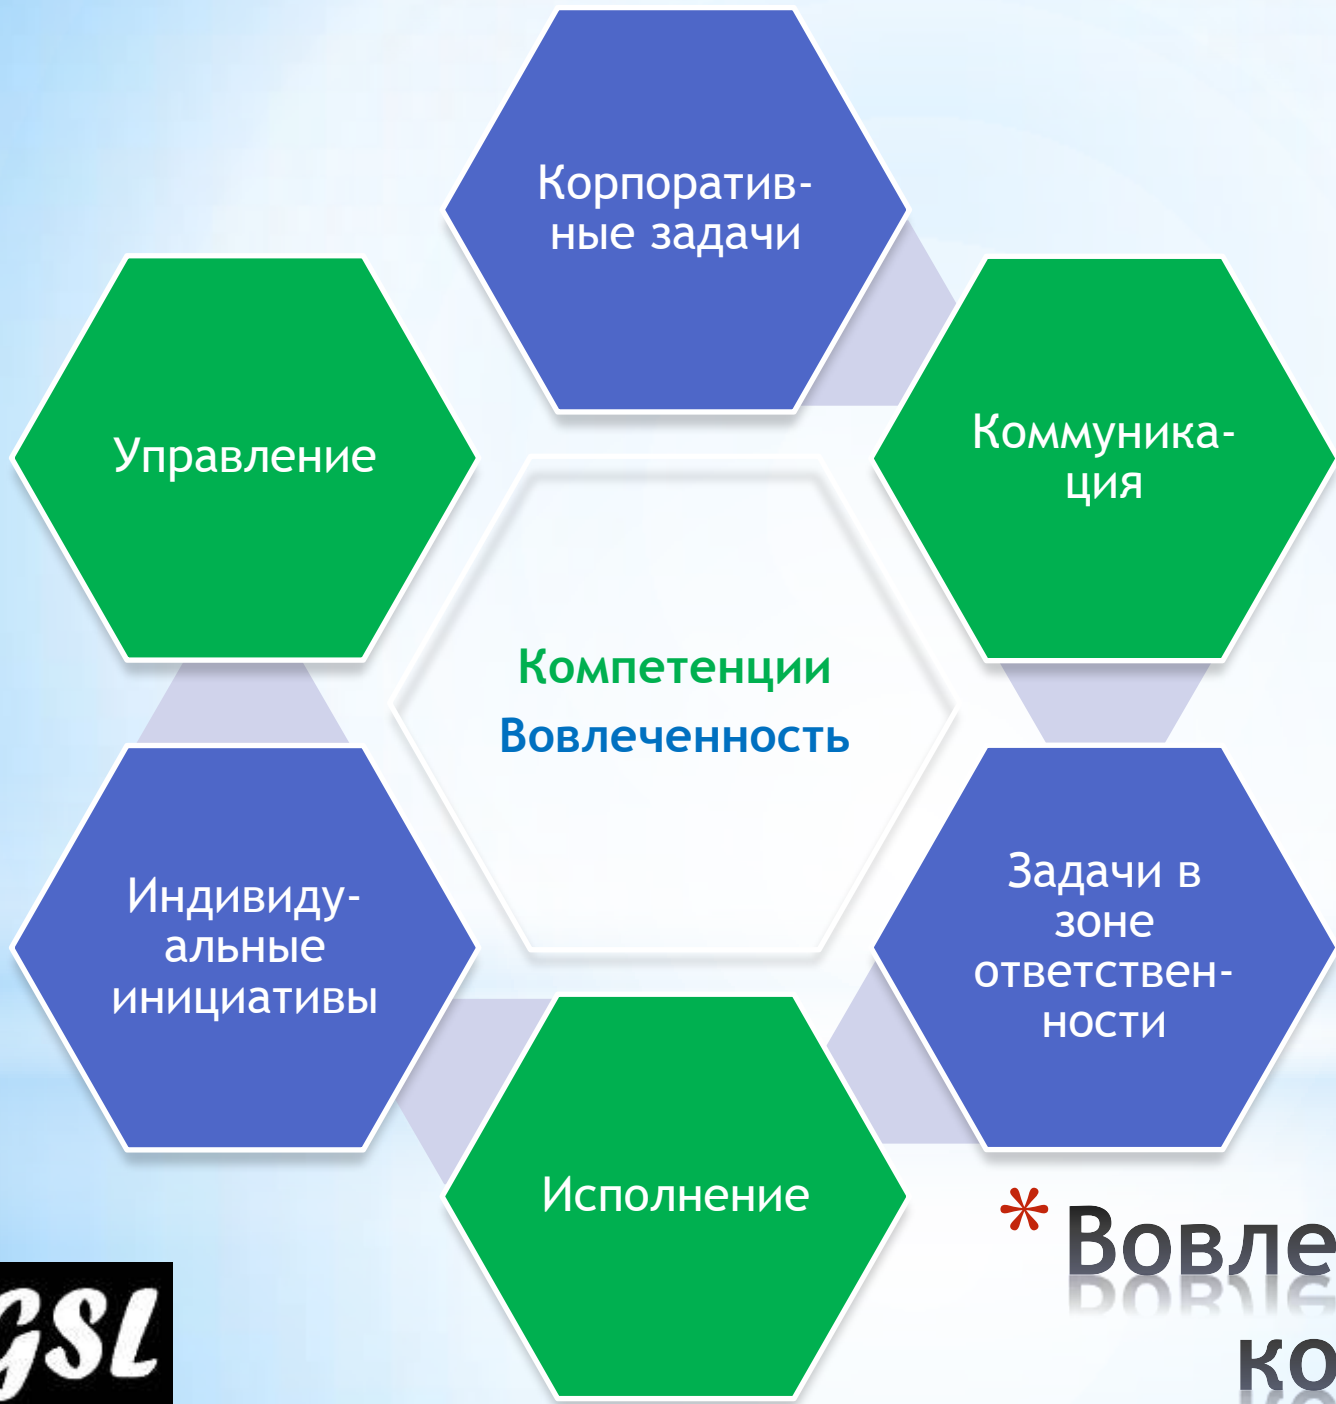 Корпоратив-
ные задачи
Управление
Коммуника-
ция
Компетенции
Вовлеченность
Индивиду-
альные
инициативы
Задачи в
зоне
ответствен-
ности
Исполнение
* Вовле
ко
GSL